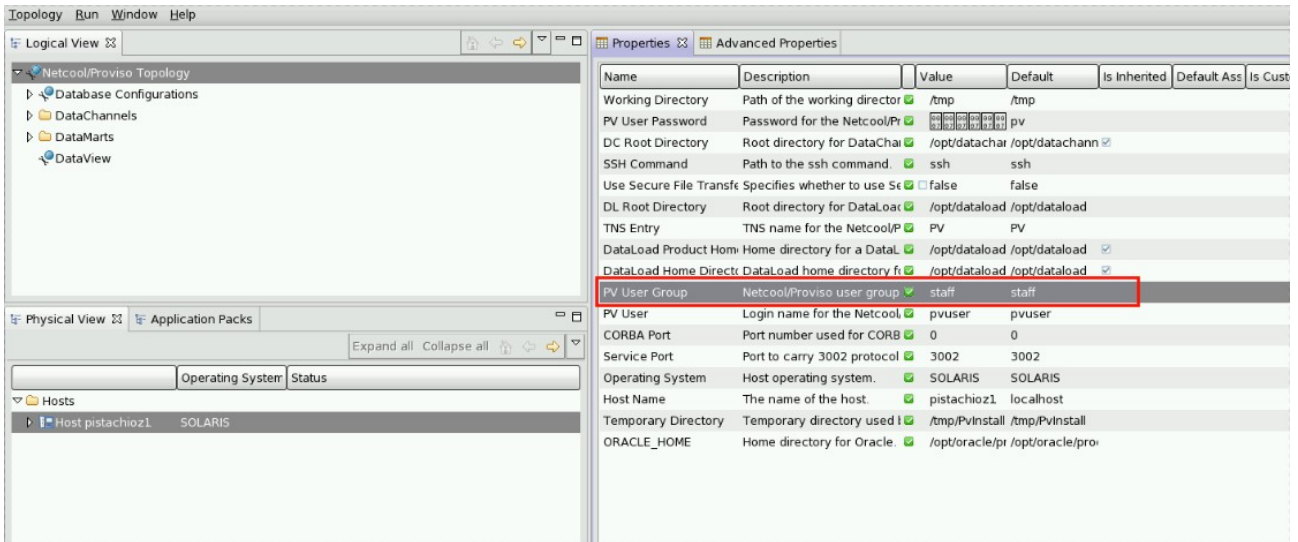 Topology Run Window Help
Logical View
Netcool/Proviso Topology
Database Configurations
DataChannels
DataMarts
DataView
Physical View Application Packs
Expand all Collapse all
Operating System Status
Hosts
Host pistachioz1 SOLARIS
Properties Advanced Properties
Name Description Value Default Is Inherited Default Ass Is Cust
Working Directory Path of the working director /tmp /tmp
PV User Password Password for the Netcool/Pr pv
DC Root Directory Root directory for DataChai /opt/datachar /opt/datachann
SSH Command Path to the ssh command. ssh ssh
Use Secure File Transfe Specifies whether to use Se false false
DL Root Directory Root directory for DataLoac /opt/dataload /opt/dataload
TNS Entry TNS name for the Netcool/P PV PV
DataLoad Product Hom Home directory for a DataL /opt/dataload /opt/dataload
DataLoad Home Direct DataLoad home directory f /opt/dataload /opt/dataload
PV User Group Netcool/Proviso user group staff staff
PV User Login name for the Netcool, pvuser pvuser
CORBA Port Port number used for CORB 0 0
Service Port Port to carry 3002 protocol 3002 3002
Operating System Host operating system. SOLARIS SOLARIS
Host Name The name of the host. pistachioz1 localhost
Temporary Directory Temporary directory used /tmp/PvInstall /tmp/PvInstall
ORACLE_HOME Home directory for Oracle. /opt/oracle/pr /opt/oracle/pro